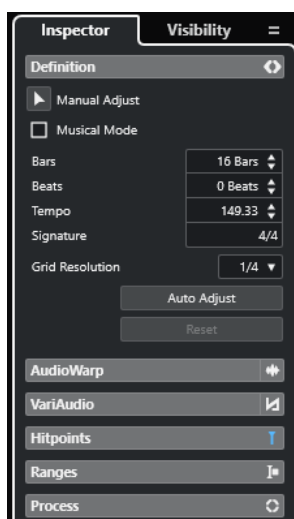 Inspector Visibility
Definition
Manual Adjust
Musical Mode
Bars 16 Bars
Beats 0 Beats
Tempo 149.33
Signature 4/4
Grid Resolution 1/4
Auto Adjust
Reset
AudioWarp
VariAudio
Hitpoints
Ranges
Process